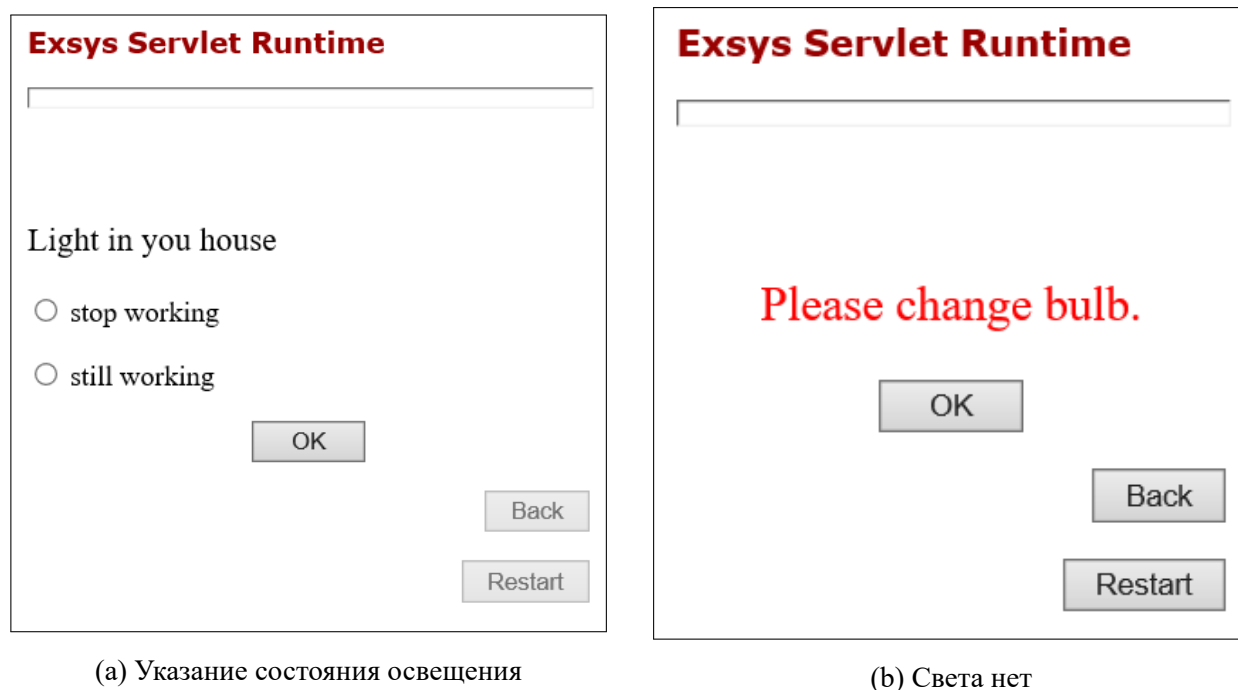 Exsys Servlet Runtime
Light in you house
stop working
still working
OK
Back
Restart
(a) Указание состояния освещения
Exsys Servlet Runtime
Please change bulb.
OK
Back
Restart
(b) Света нет